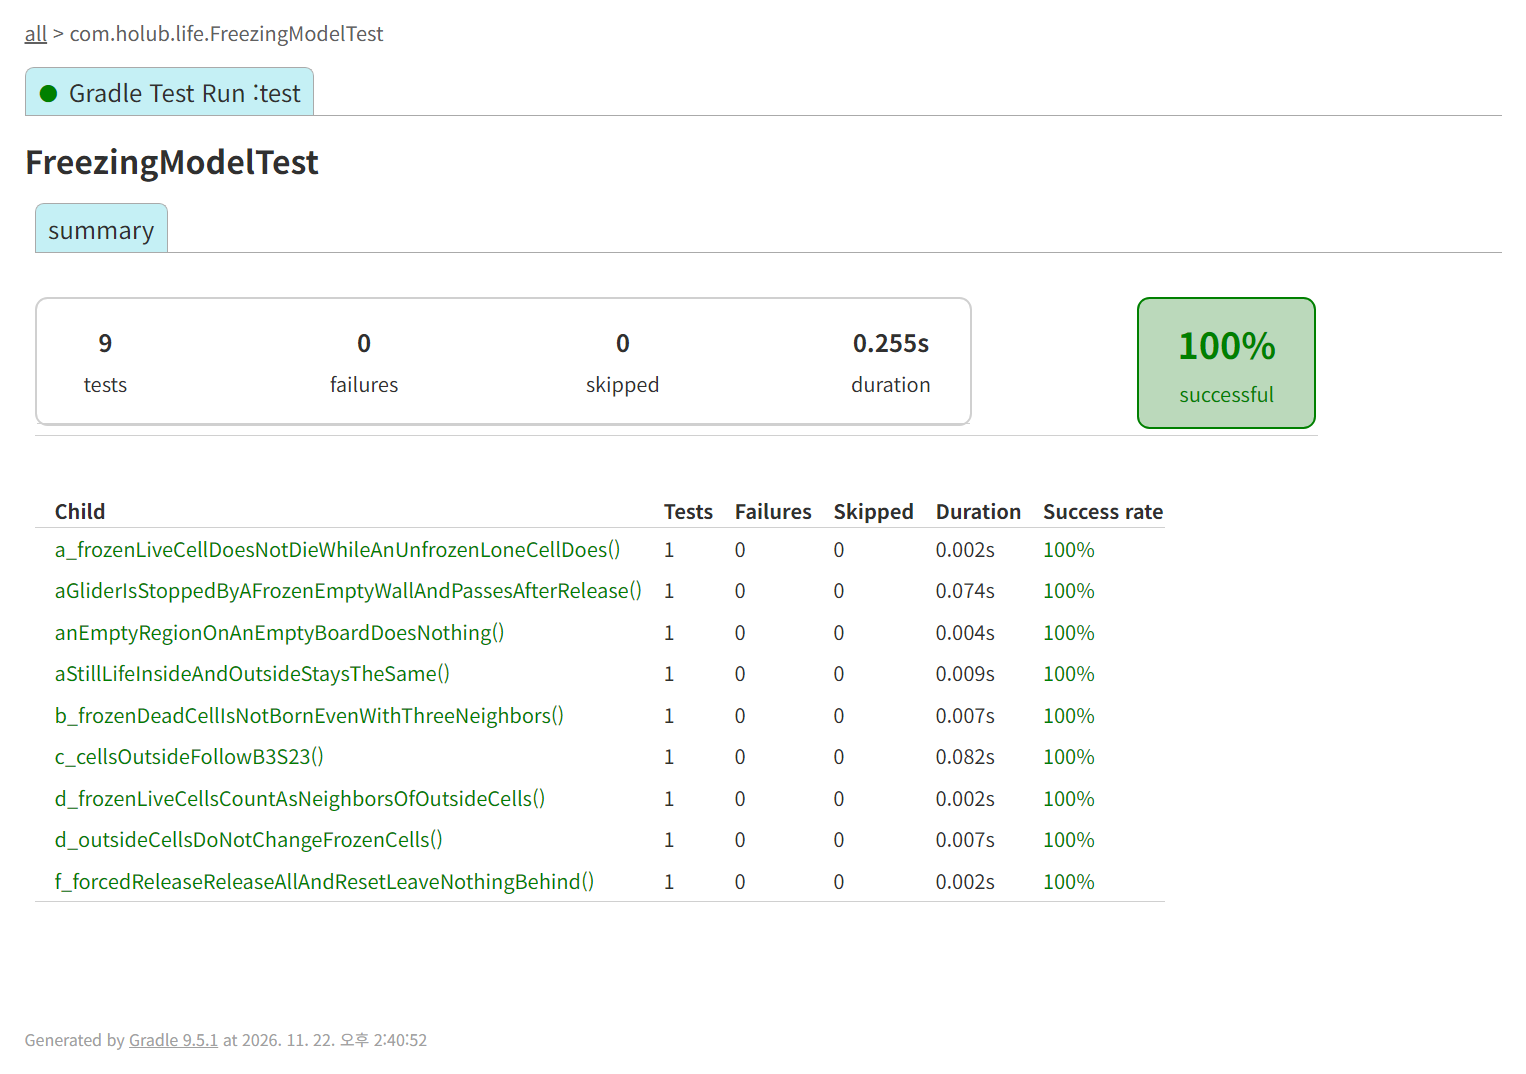 all > com.holub.life.FreezingModelTest
Gradle Test Run :test
FreezingModelTest
summary
9 0 0 0.255s 100%
tests failures skipped duration successful
Child Tests Failures Skipped Duration Success rate
a_frozenLiveCellDoesNotDieWhileAnUnfrozenLoneCellDoes() 1 0 0 0.002s 100%
aGliderIsStoppedByAFrozenEmptyWallAndPassesAfterRelease() 1 0 0 0.074s 100%
anEmptyRegionOnAnEmptyBoardDoesNothing() 1 0 0 0.004s 100%
aStillLifeInsideAndOutsideStaysTheSame() 1 0 0 0.009s 100%
b_frozenDeadCellIsNotBornEvenWithThreeNeighbors() 1 0 0 0.007s 100%
c_cellsOutsideFollowB3S23() 1 0 0 0.082s 100%
d_frozenLiveCellsCountAsNeighborsOfOutsideCells() 1 0 0 0.002s 100%
d_outsideCellsDoNotChangeFrozenCells() 1 0 0 0.007s 100%
f_forcedReleaseReleaseAllAndResetLeaveNothingBehind() 1 0 0 0.002s 100%
Generated by Gradle 9.5.1 at 2026. 11. 22. 오후 2:40:52